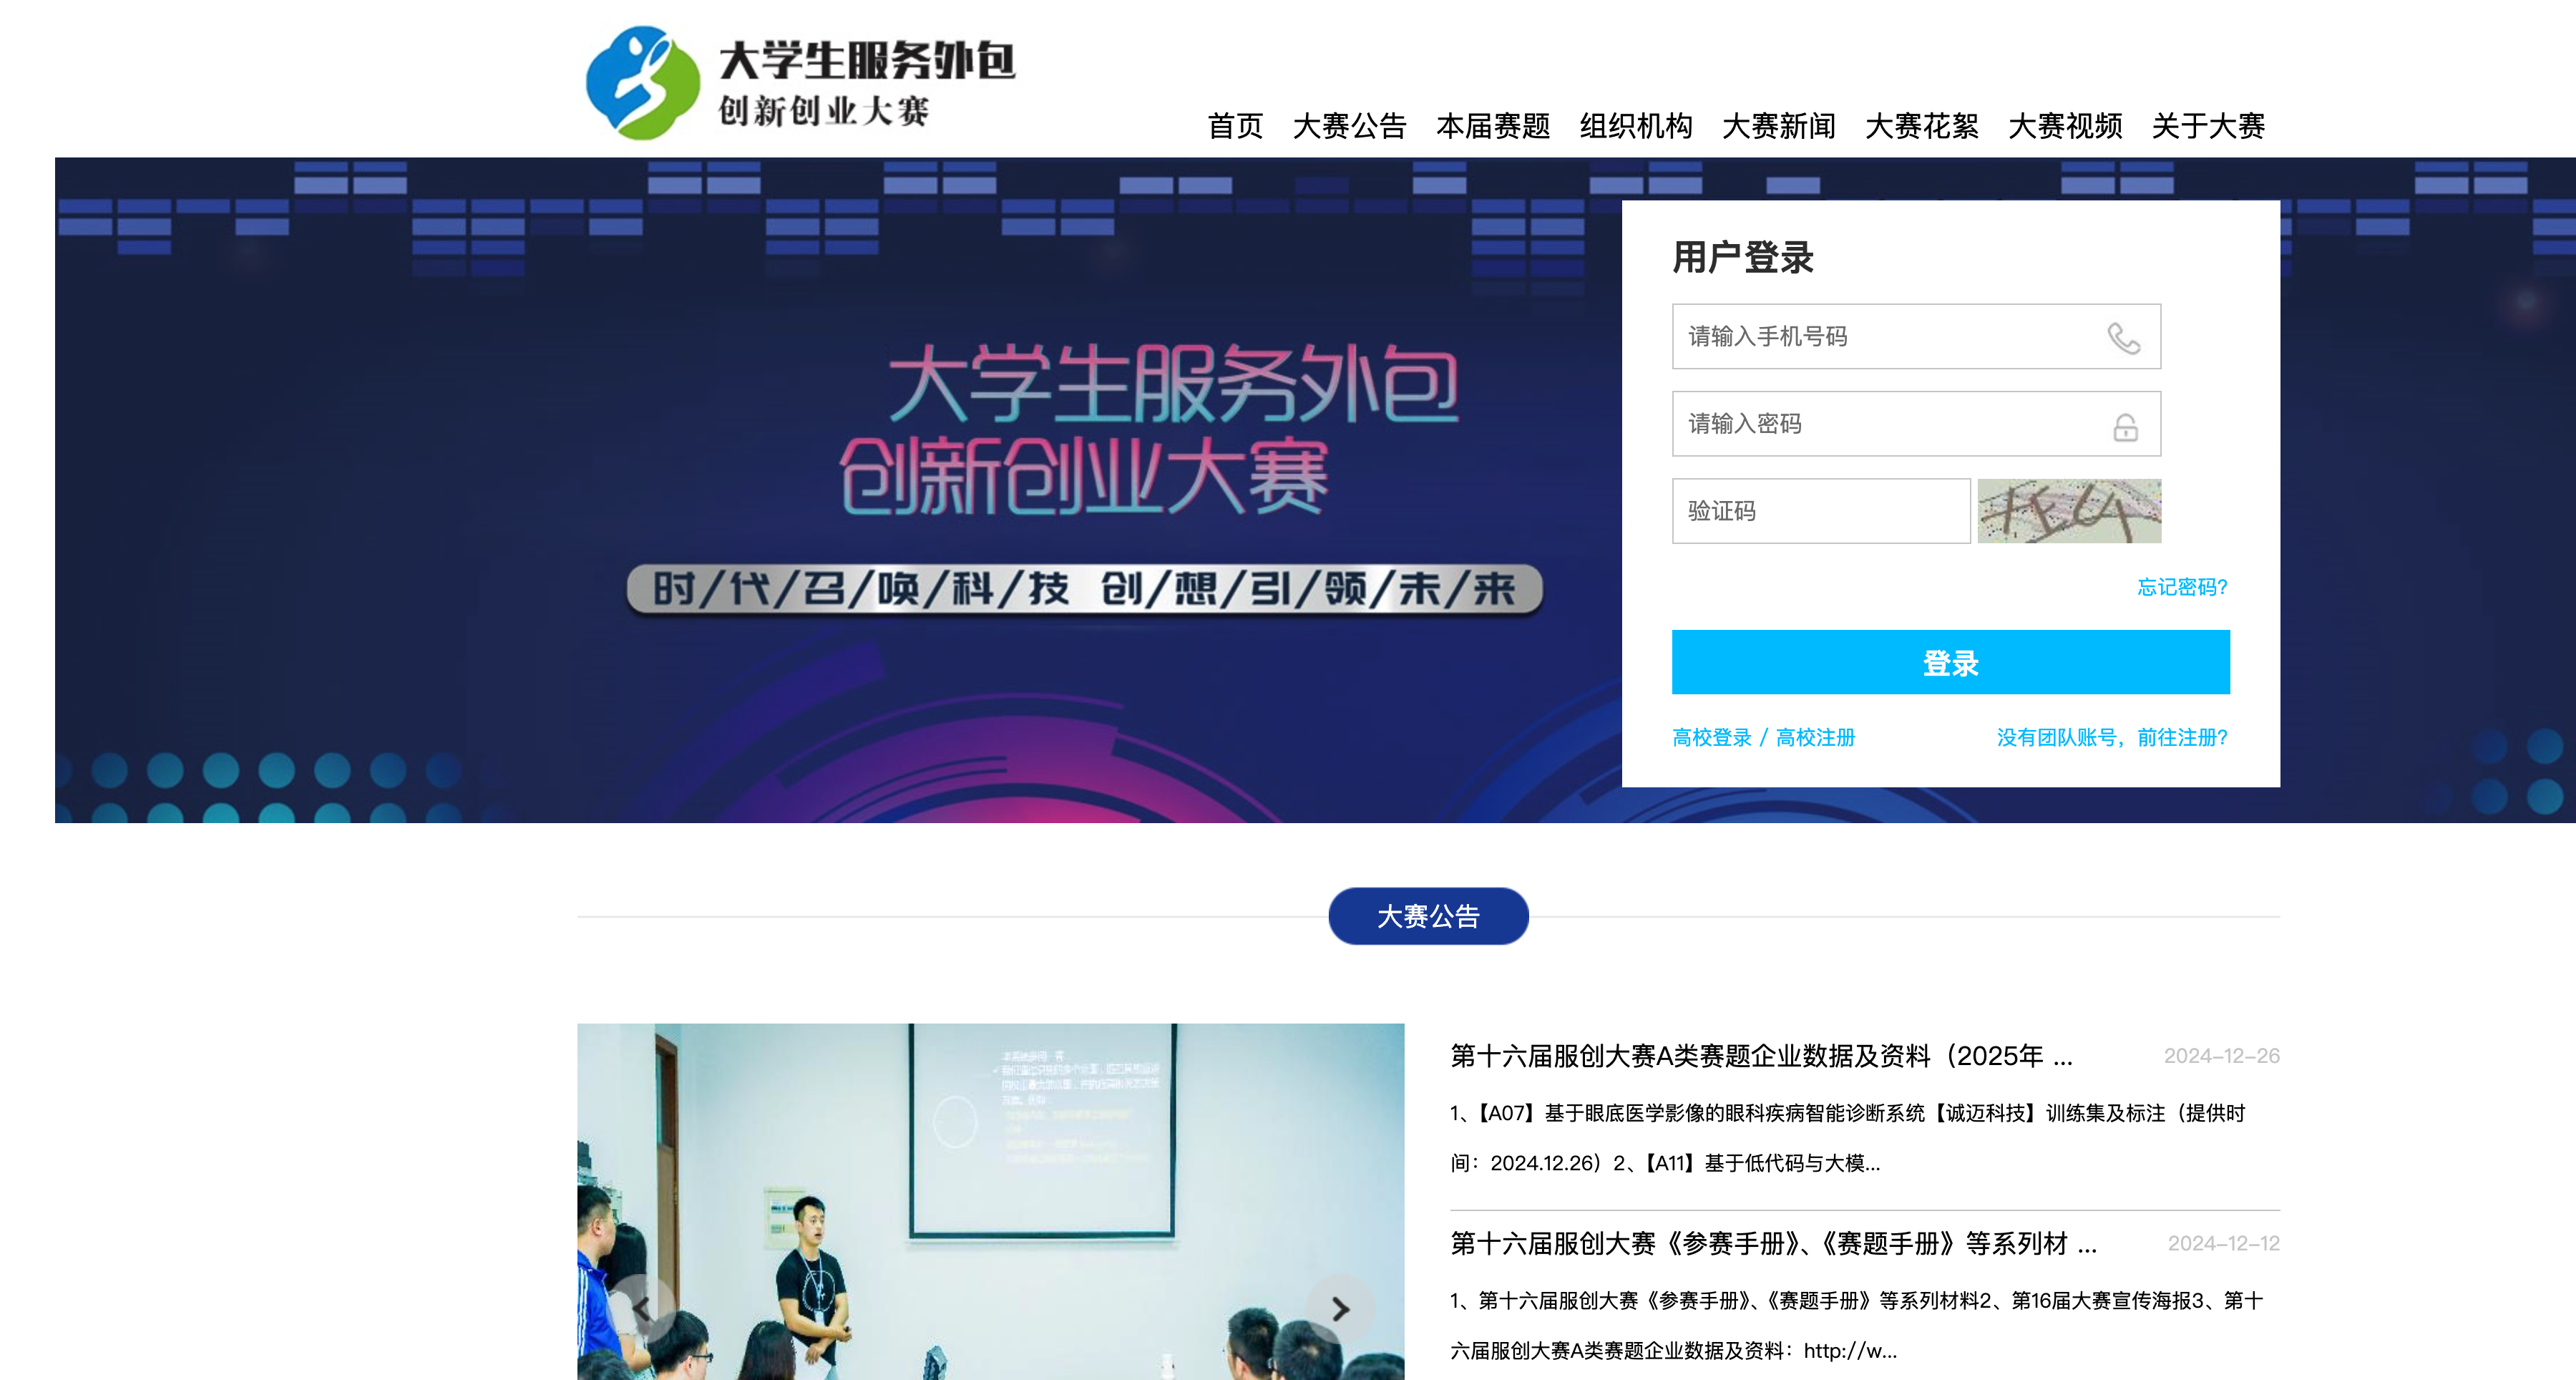 大学生服务外包
创新创业大赛
首页 大赛公告 本届赛题 组织机构 大赛新闻 大赛花絮 大赛视频 关于大赛
大学生服务外包
创新创业大赛
时/代/召/唤/科/技 创/想/引/领/未/来
用户登录
请输入手机号码
请输入密码
验证码
忘记密码?
登录
高校登录 / 高校注册
没有团队账号，前往注册?
大赛公告
第十六届服创大赛A类赛题企业数据及资料（2025年 ...
2024-12-26
1、【A07】基于眼底医学影像的眼科疾病智能诊断系统【诚迈科技】训练集及标注（提供时
间：2024.12.26）2、【A11】基于低代码与大模...
第十六届服创大赛《参赛手册》、《赛题手册》等系列材 ...
2024-12-12
1、第十六届服创大赛《参赛手册》、《赛题手册》等系列材料2、第16届大赛宣传海报3、第十
六届服创大赛A类赛题企业数据及资料：http://w...